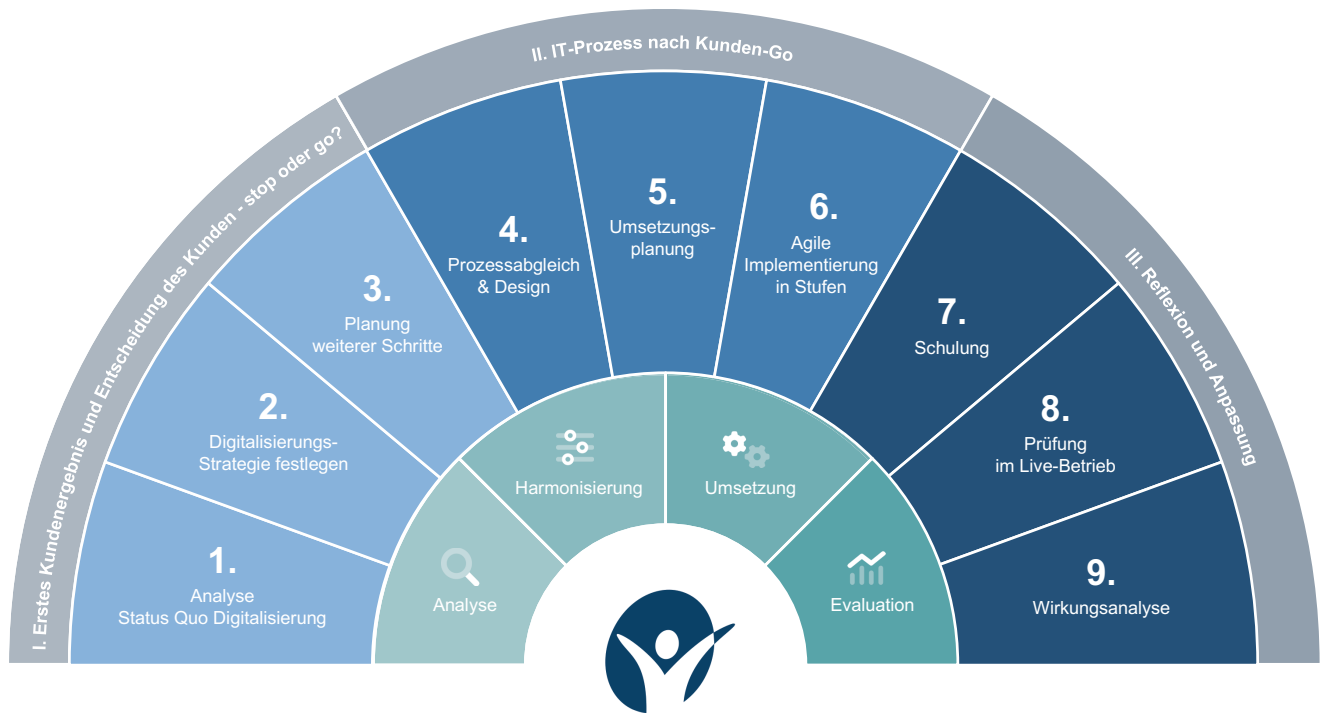 I. Erstes Kundenergebnis und Entscheidung des Kunden - stop oder go?
II. IT-Prozess nach Kunden-Go
III. Reflexion und Anpassung
1.
Analyse
Status Quo Digitalisierung
2.
Digitalisierungs-
Strategie festlegen
3.
Planung
weiterer Schritte
4.
Prozessabgleich
& Design
5.
Umsetzungs-
planung
6.
Agile
Implementierung
in Stufen
7.
Schulung
8.
Prüfung
im Live-Betrieb
9.
Wirkungsanalyse
Analyse
Harmonisierung
Umsetzung
Evaluation